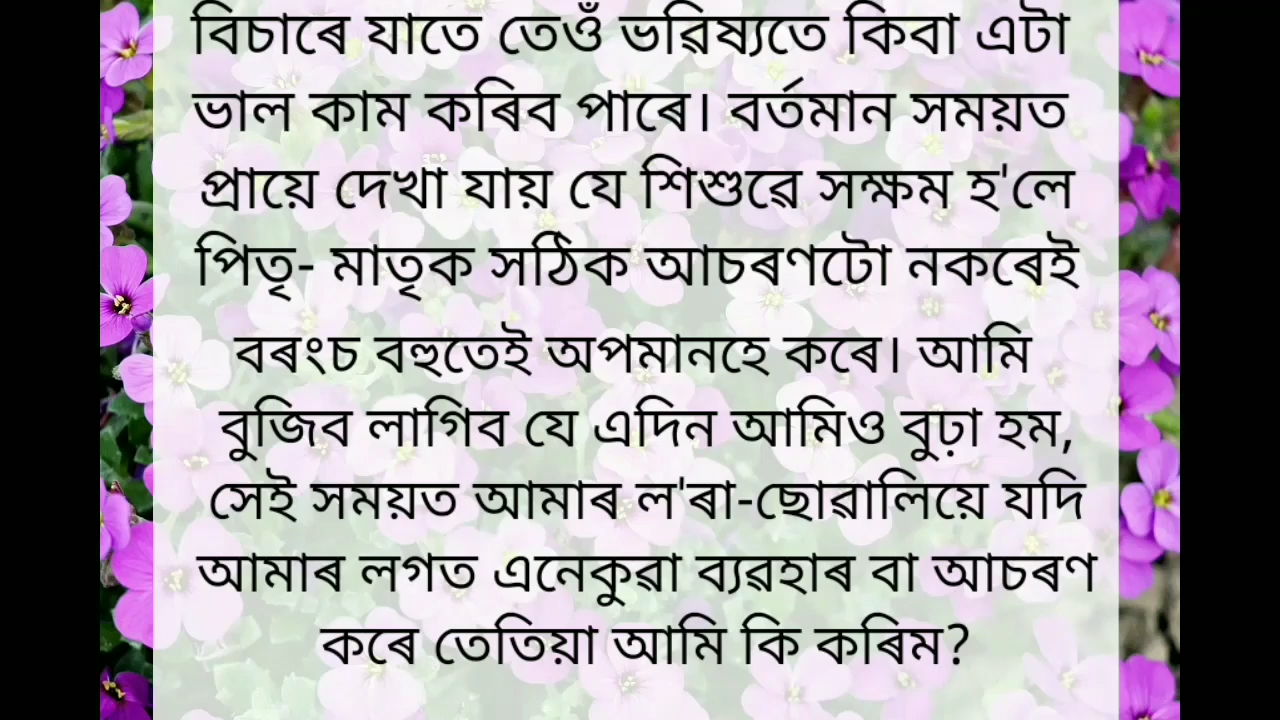 বিচাৰে যাতে তেওঁ ভৱিষ্যতে কিবা এটা
ভাল কাম কৰিব পাৰে। বৰ্তমান সময়ত
প্ৰায়ে দেখা যায় যে শিশুৱে সক্ষম হ'লে
পিতৃ- মাতৃক সঠিক আচৰণটো নকৰেই
বৰংচ বহুতেই অপমানহে কৰে। আমি
বুজিব লাগিব যে এদিন আমিও বুঢ়া হম,
সেই সময়ত আমাৰ ল'ৰা-ছোৱালিয়ে যদি
আমাৰ লগত এনেকুৱা ব্যৱহাৰ বা আচৰণ
কৰে তেতিয়া আমি কি কৰিম?